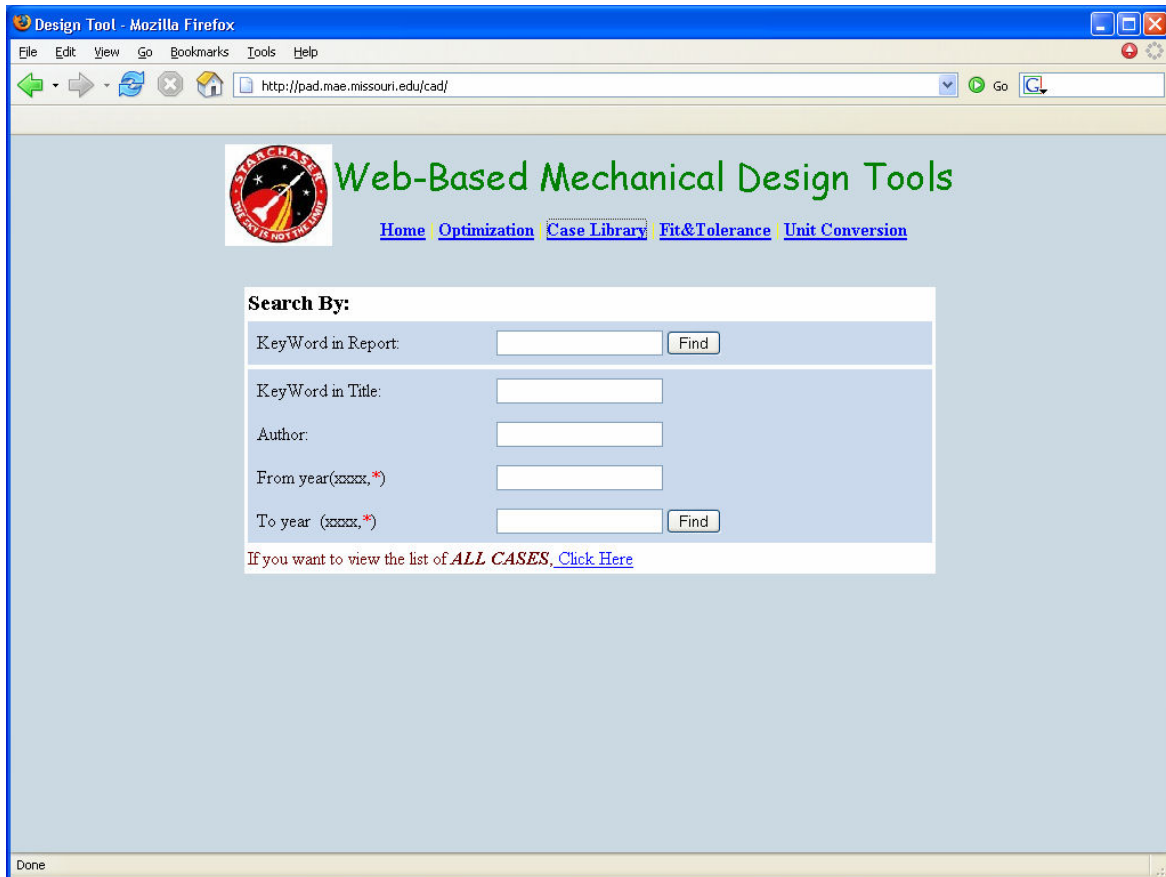 Design Tool - Mozilla Firefox
File Edit View Go Bookmarks Tools Help
http://pad.mae.missouri.edu/cad/ Go G
STARCHASER
THE SKY IS NOT THE LIMIT
Web-Based Mechanical Design Tools
Home | Optimization | Case Library Fit&Tolerance Unit Conversion
Search By:
KeyWord in Report: Find
KeyWord in Title:
Author:
From year(xxxx,*)
To year (xxxx,*) Find
If you want to view the list of ALL CASES, Click Here
Done